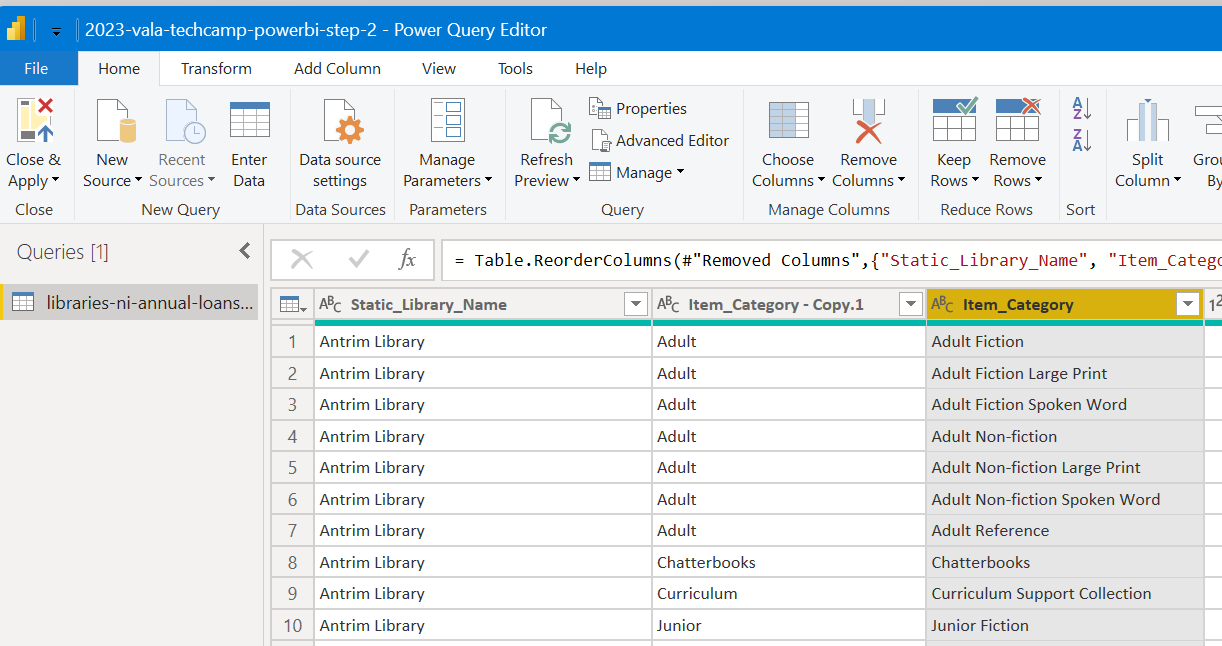 2023-vala-techcamp-powerbi-step-2 - Power Query Editor
File Home Transform Add Column View Tools Help
Close & Apply
New Source
Recent Sources
Enter Data
Data source settings
Manage Parameters
Refresh Preview
Properties
Advanced Editor
Manage
Choose Columns
Remove Columns
Keep Rows
Remove Rows
A Z
Z A
Split Column
Grou
By
Close New Query Data Sources Parameters Query Manage Columns Reduce Rows Sort
Queries [1]
fx = Table.ReorderColumns(#"Removed Columns",{"Static_Library_Name", "Item_Catego
libraries-ni-annual-loans...
ABC Static_Library_Name ABC Item_Category - Copy.1 ABC Item_Category 12
1 Antrim Library Adult Adult Fiction
2 Antrim Library Adult Adult Fiction Large Print
3 Antrim Library Adult Adult Fiction Spoken Word
4 Antrim Library Adult Adult Non-fiction
5 Antrim Library Adult Adult Non-fiction Large Print
6 Antrim Library Adult Adult Non-fiction Spoken Word
7 Antrim Library Adult Adult Reference
8 Antrim Library Chatterbooks Chatterbooks
9 Antrim Library Curriculum Curriculum Support Collection
10 Antrim Library Junior Junior Fiction